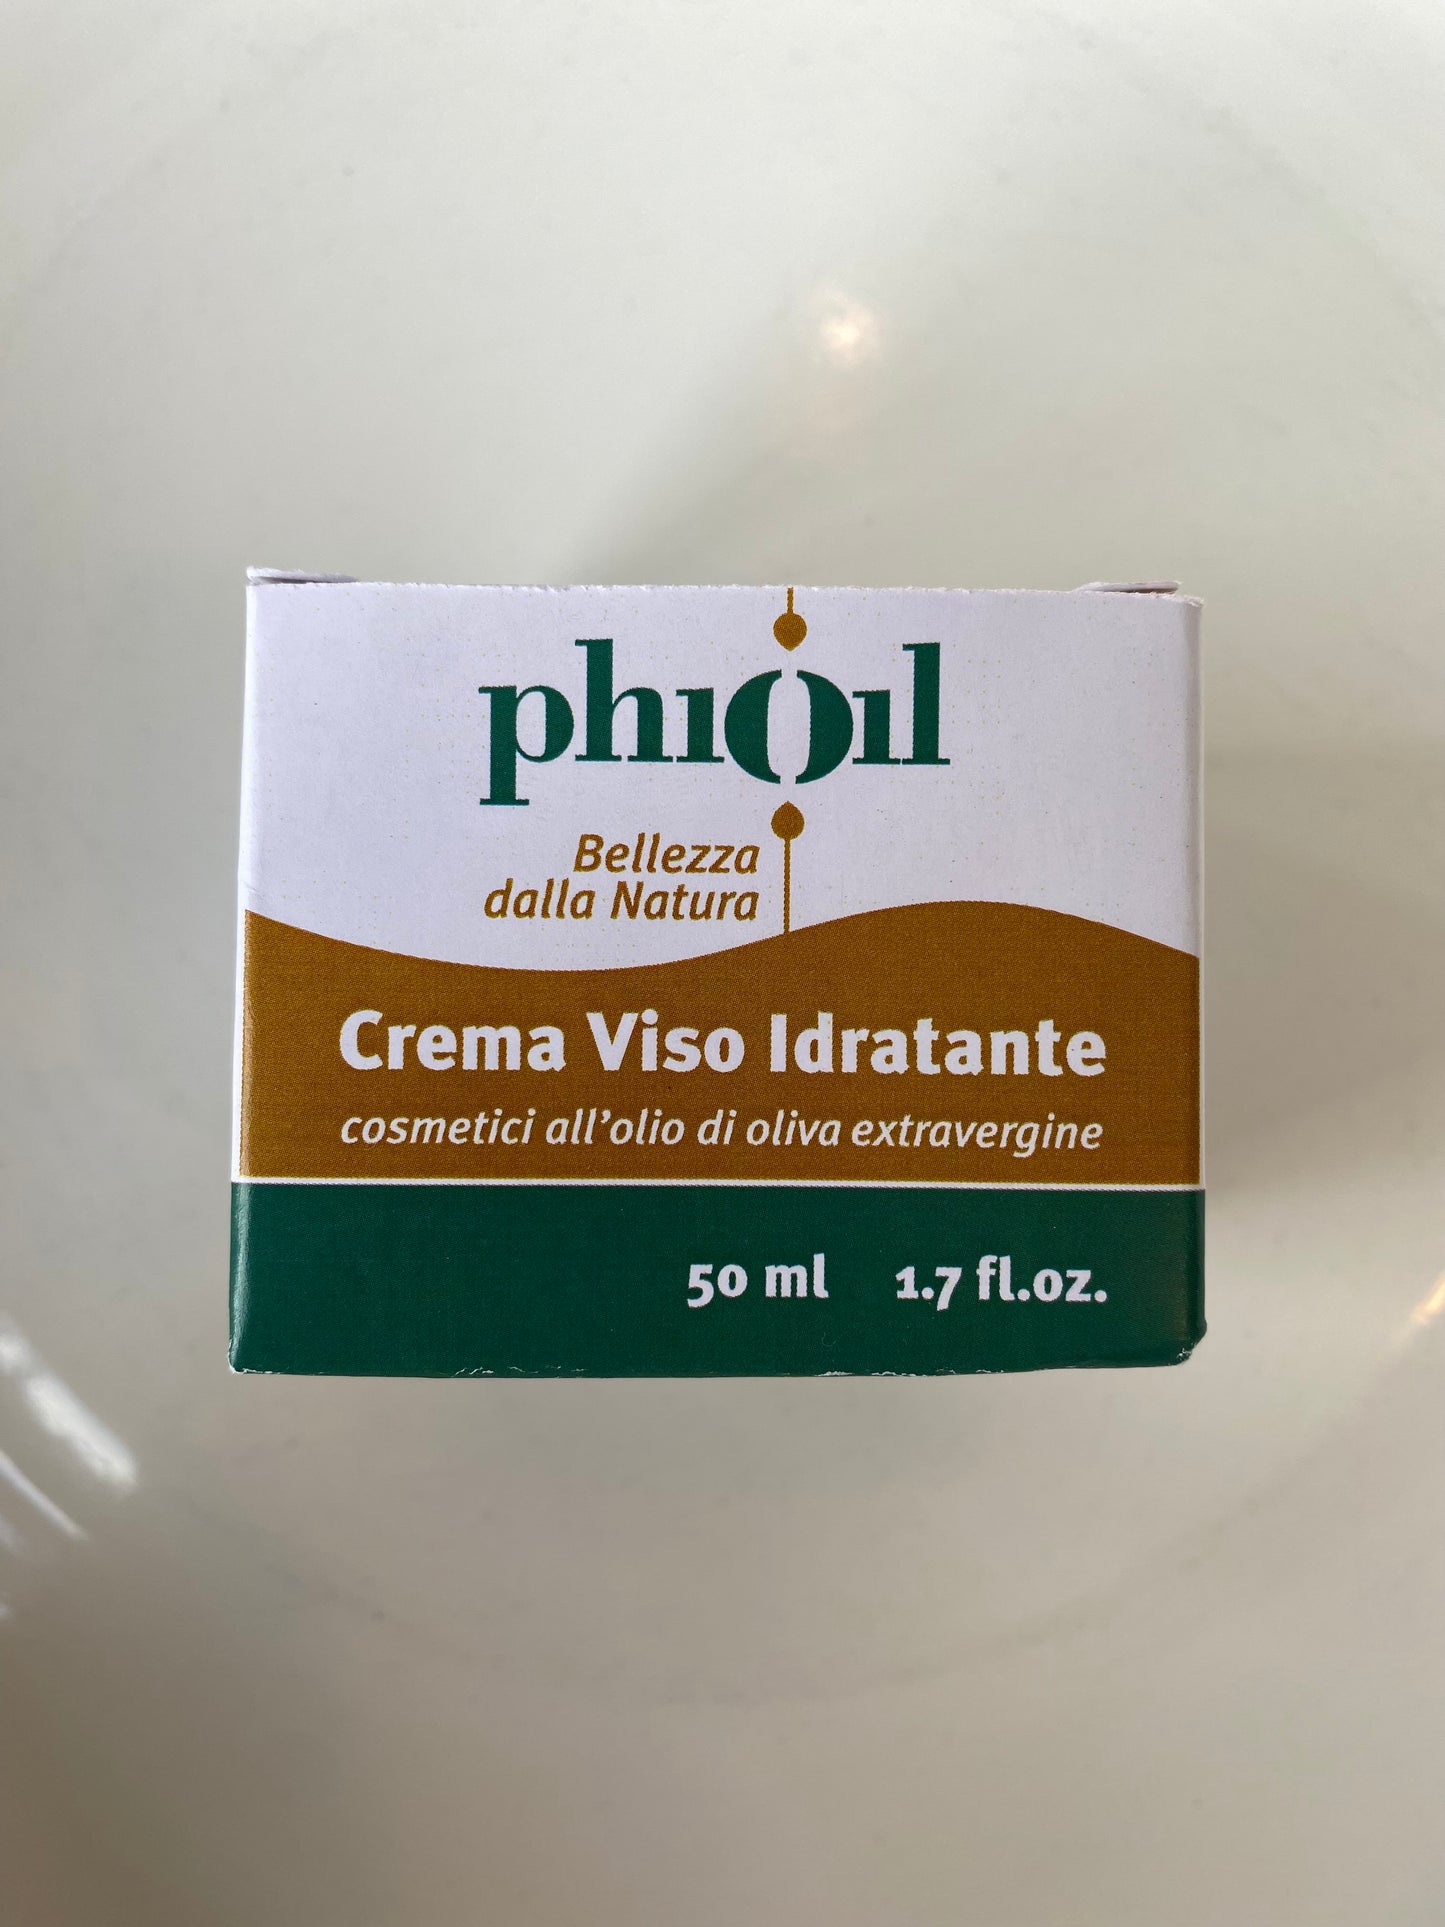 phiOil
Bellezza
dalla Natura
Crema Viso Idratante
cosmetici all'olio di oliva extravergine
50 ml 1.7 fl.oz.